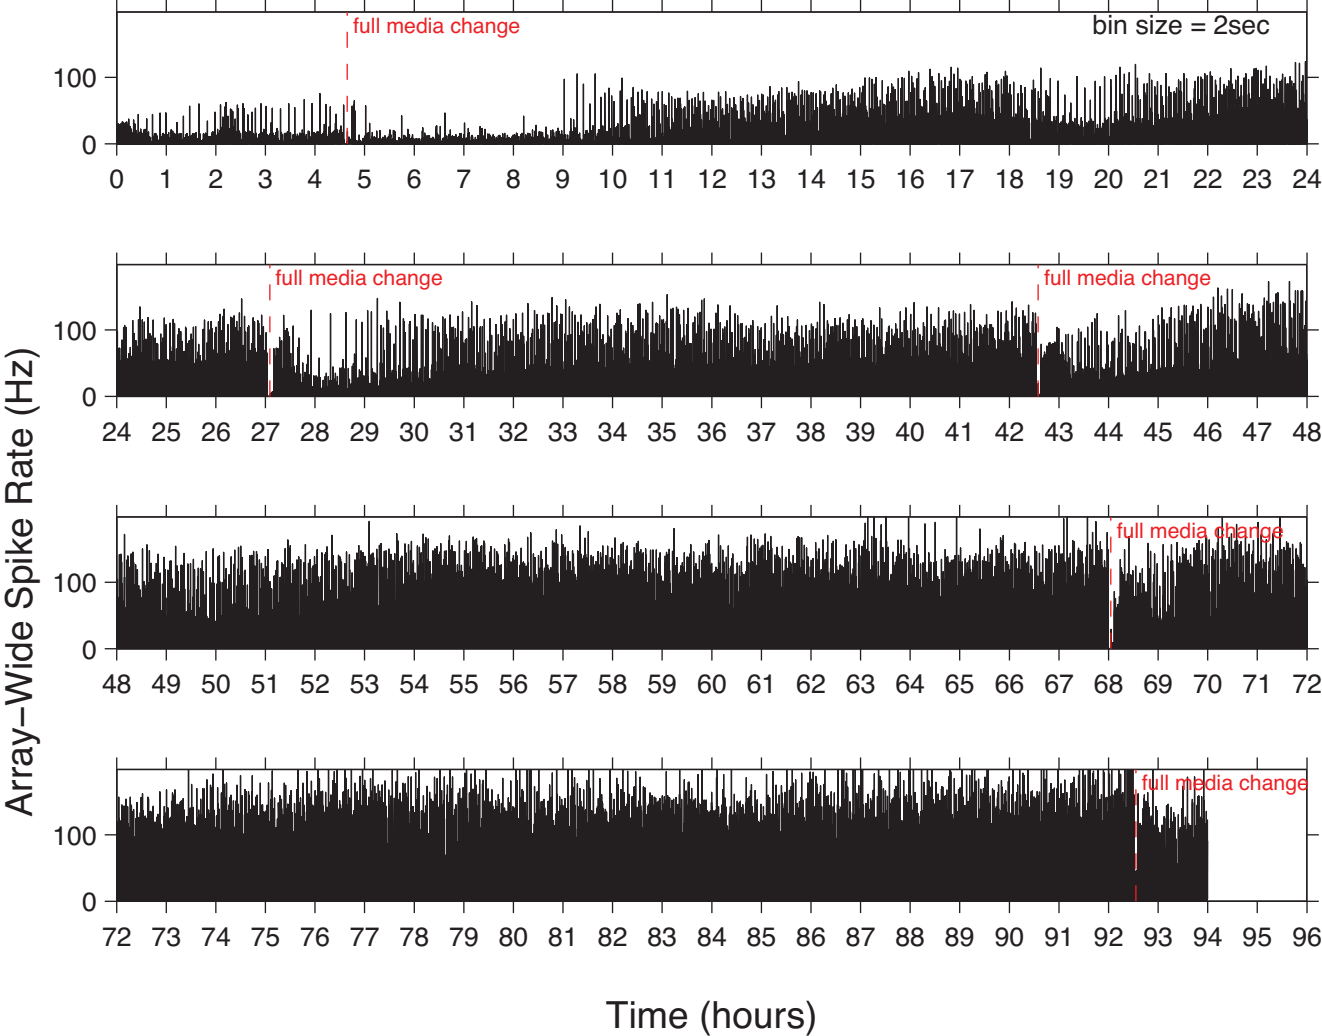 full media change
bin size = 2sec
100
0
0 1 2 3 4 5 6 7 8 9 10 11 12 13 14 15 16 17 18 19 20 21 22 23 24
full media change
full media change
100
0
24 25 26 27 28 29 30 31 32 33 34 35 36 37 38 39 40 41 42 43 44 45 46 47 48
Array-Wide Spike Rate (Hz)
full media change
100
0
48 49 50 51 52 53 54 55 56 57 58 59 60 61 62 63 64 65 66 67 68 69 70 71 72
full media change
100
0
72 73 74 75 76 77 78 79 80 81 82 83 84 85 86 87 88 89 90 91 92 93 94 95 96
Time (hours)